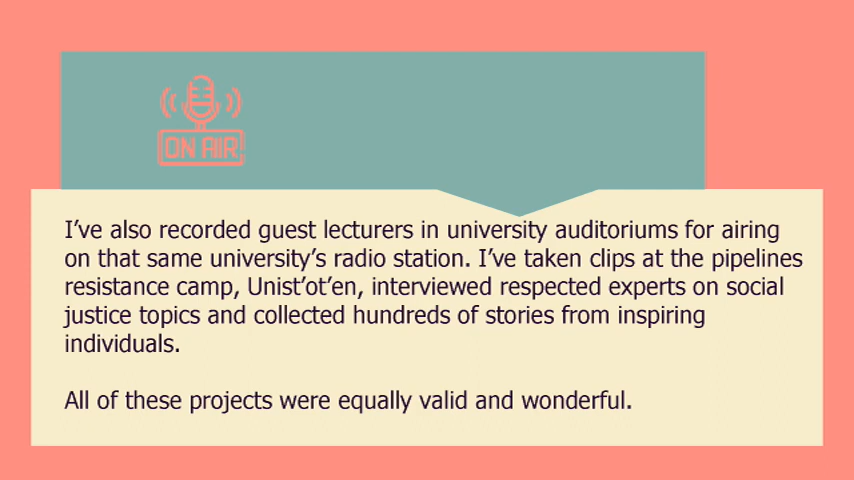 ON AIR
I've also recorded guest lecturers in university auditoriums for airing
on that same university's radio station. I've taken clips at the pipelines
resistance camp, Unist'ot'en, interviewed respected experts on social
justice topics and collected hundreds of stories from inspiring
individuals.
All of these projects were equally valid and wonderful.